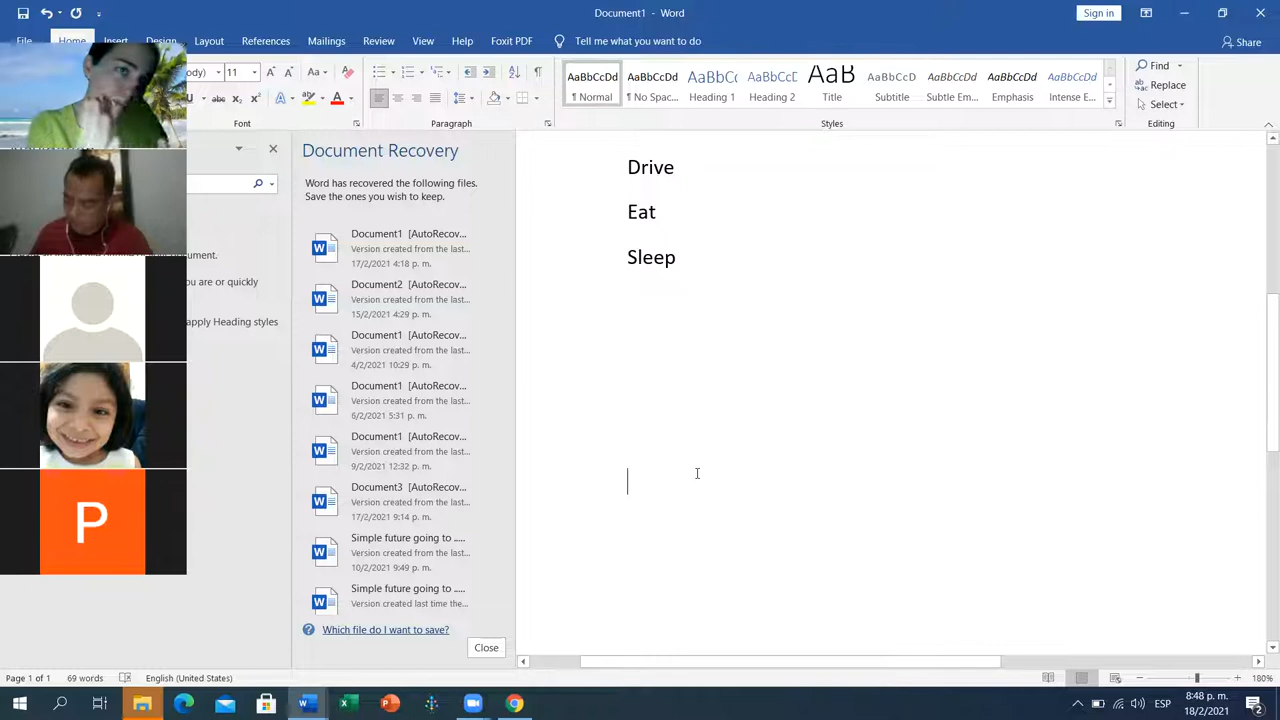 Document1 - Word
Sign in
File Home Insert Design Layout References Mailings Review View Help Foxit PDF Tell me what you want to do
Share
11
Aa
AaBbCcDd AaBbCcDd AaBbC( AaBbCcC AaB AaBbCcD AaBbCcDd AaBbCcDd AaBbCcDd
¶ Normal ¶ No Spac... Heading 1 Heading 2 Title Subtitle Subtle Em... Emphasis Intense E...
Find
Replace
Select
Font Paragraph Styles Editing
Document Recovery
Word has recovered the following files.
Save the ones you wish to keep.
Document1 [AutoRecov...
Version created from the last...
17/2/2021 4:18 p. m.
Document2 [AutoRecov...
Version created from the last...
15/2/2021 4:29 p. m.
Document1 [AutoRecov...
Version created from the last...
4/2/2021 10:29 p. m.
Document1 [AutoRecov...
Version created from the last...
6/2/2021 5:31 p. m.
Document1 [AutoRecov...
Version created from the last...
9/2/2021 12:32 p. m.
Document3 [AutoRecov...
Version created from the last...
17/2/2021 9:14 p. m.
Simple future going to .....
Version created from the last...
10/2/2021 9:49 p. m.
Simple future going to .....
Version created last time the...
Which file do I want to save?
Close
ocument.
ou are or quickly
apply Heading styles
P
Drive
Eat
Sleep
Page 1 of 1 69 words English (United States)
180%
ESP
8:48 p. m.
18/2/2021
2